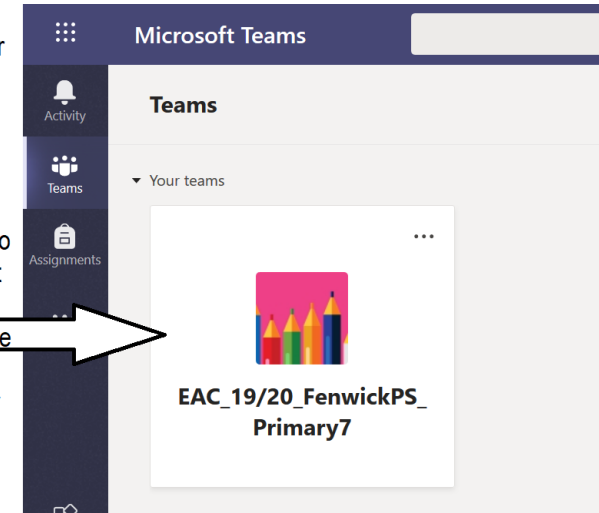 Microsoft Teams
Activity
Teams
Teams
Your teams
Assignments
EAC_19/20_FenwickPS_
Primary7